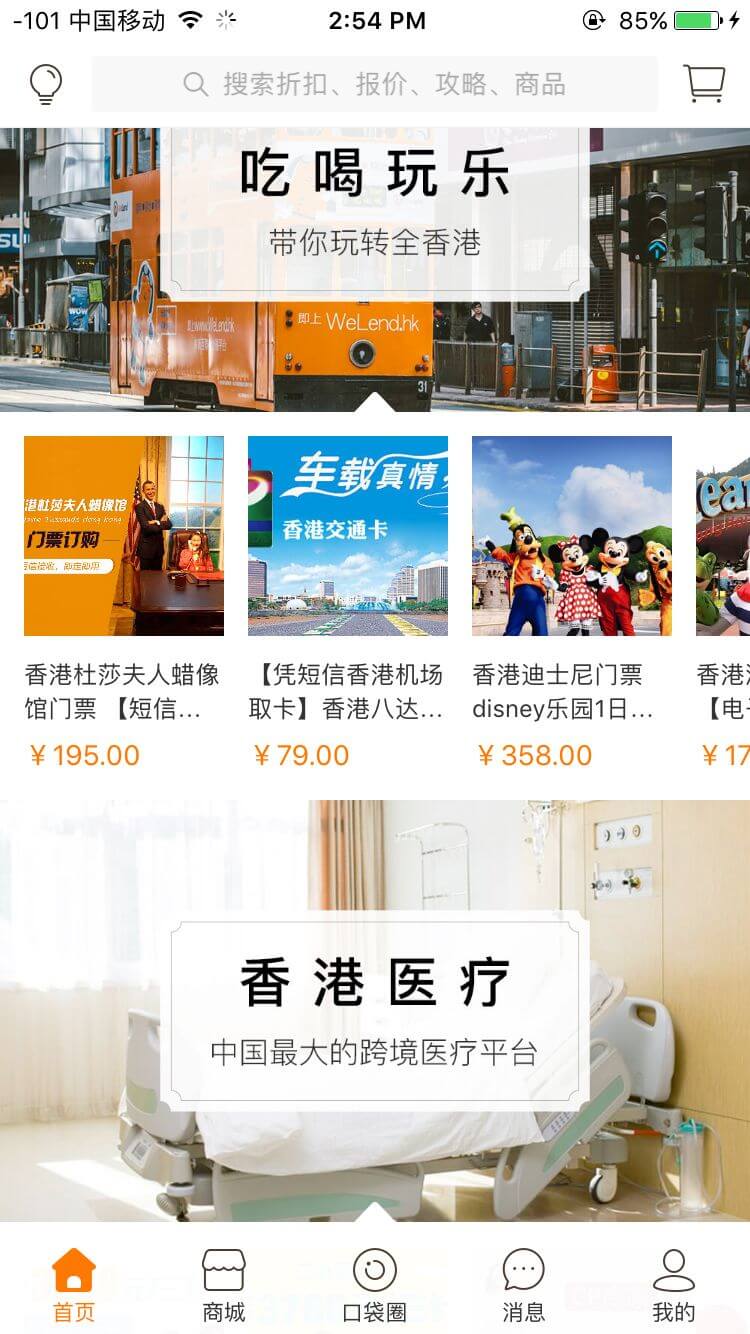 -101 中国移动 2:54 PM 85%
搜索折扣、报价、攻略、商品
吃喝玩乐
带你玩转全香港
即上 WeLend.hk
31
港杜莎夫人蜡像馆
门票订购
车载真情
香港交通卡
香港杜莎夫人蜡像
馆门票 【短信...
￥195.00
【凭短信香港机场
取卡】香港八达...
￥79.00
香港迪士尼门票
disney乐园1日...
￥358.00
香港
【电
￥17
香港医疗
中国最大的跨境医疗平台
首页
商城
口袋圈
消息
我的